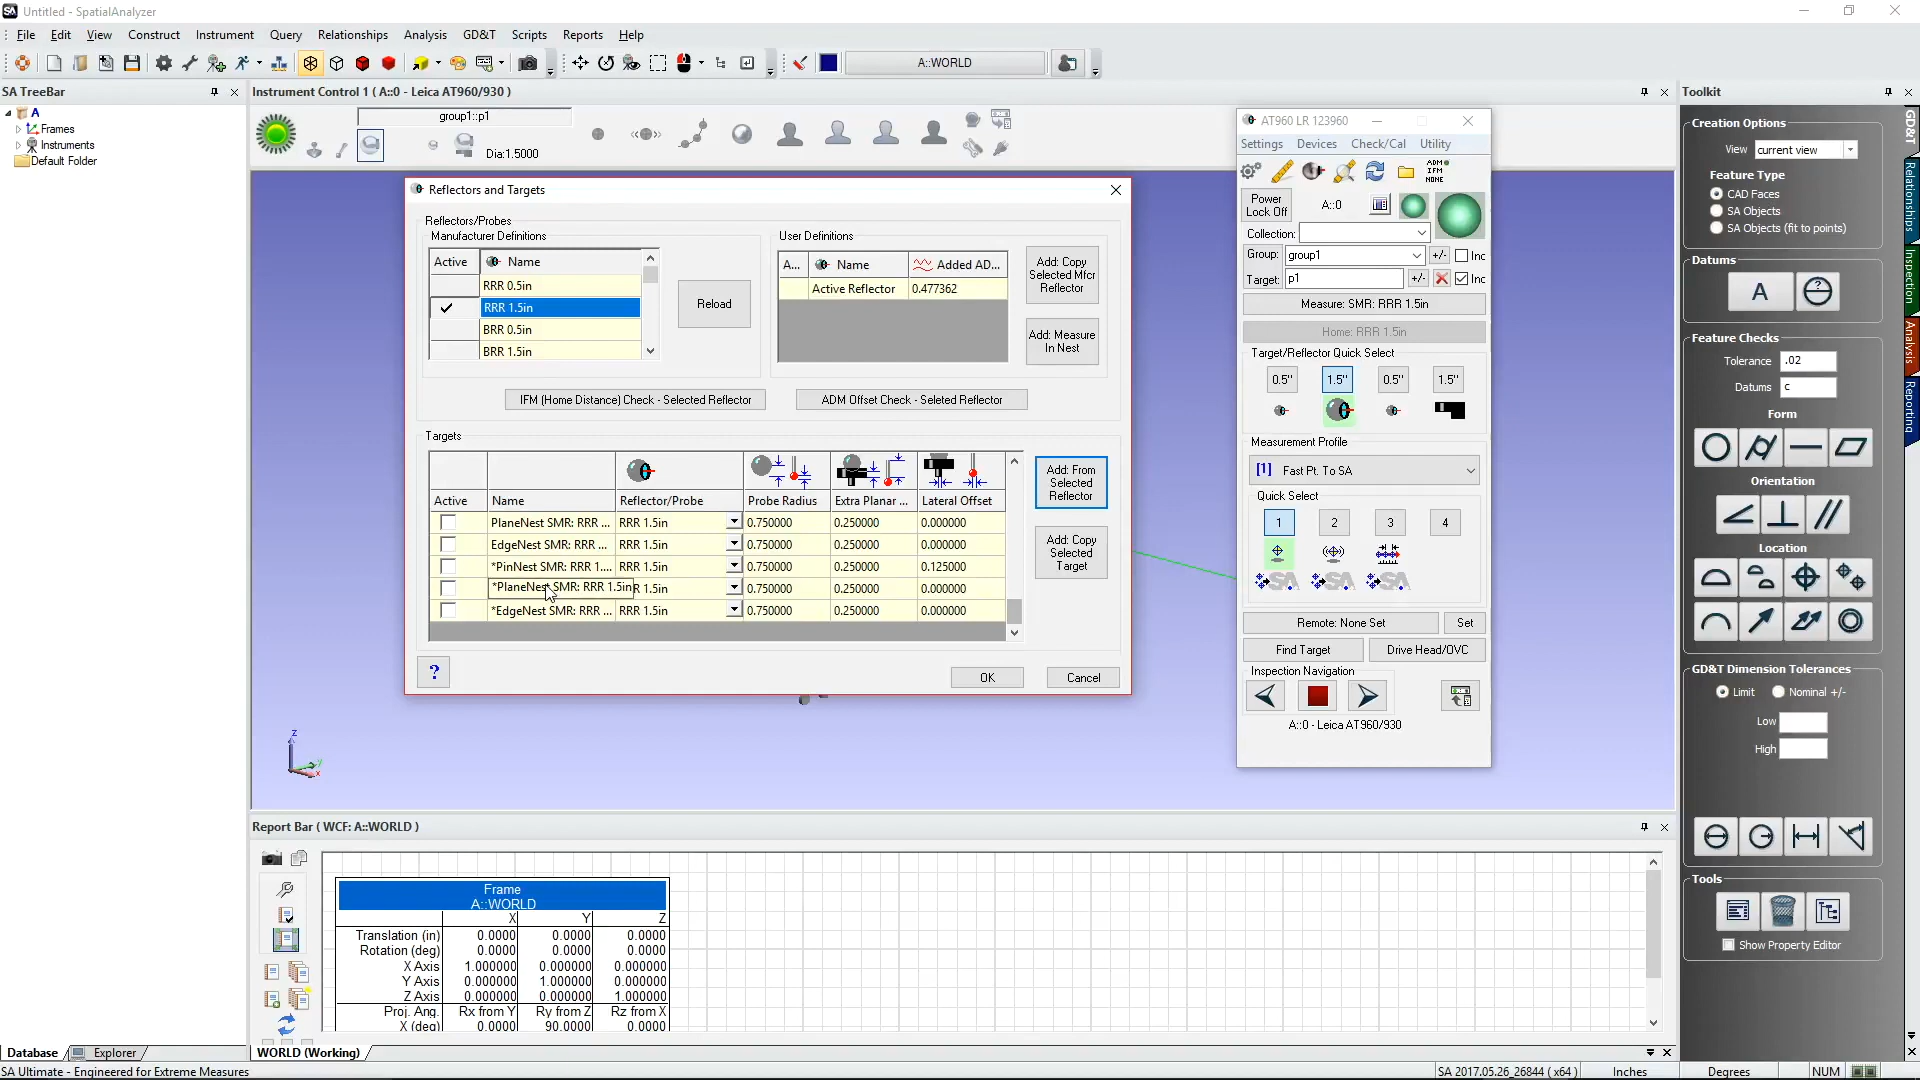 Untitled - SpatialAnalyzer
File Edit View Construct Instrument Query Relationships Analysis GD&T Scripts Reports Help
A::WORLD
SA TreeBar
A
Frames
Instruments
Default Folder
Database
Explorer
Instrument Control 1 ( A::0 - Leica AT960/930 )
group1::p1
Dia:1.5000
Reflectors and Targets
Reflectors/Probes
Manufacturer Definitions
Active Name
RRR 0.5in
RRR 1.5in
BRR 0.5in
BRR 1.5in
Reload
User Definitions
A... Name Added AD...
Active Reflector 0.477362
Add: Copy
Selected Mfcr
Reflector
Add: Measure
In Nest
IFM (Home Distance) Check - Selected Reflector
ADM Offset Check - Seleted Reflector
Targets
Active Name Reflector/Probe Probe Radius Extra Planar ... Lateral Offset
PlaneNest SMR: RRR ... RRR 1.5in 0.750000 0.250000 0.000000
EdgeNest SMR: RRR ... RRR 1.5in 0.750000 0.250000 0.000000
*PinNest SMR: RRR 1.... RRR 1.5in 0.750000 0.250000 0.125000
*PlaneNest SMR: RRR 1.5in R 1.5in 0.750000 0.250000 0.000000
*EdgeNest SMR: RRR ... RRR 1.5in 0.750000 0.250000 0.000000
Add: From
Selected
Reflector
Add: Copy
Selected
Target
?
OK
Cancel
z
y
x
AT960 LR 123960
Settings Devices Check/Cal Utility
ADM
IFM
NONE
Power
Lock Off
A::0
Collection:
Group: group1 +/- Inc
Target: p1 +/- Inc
Measure: SMR: RRR 1.5in
Home: RRR 1.5in
Target/Reflector Quick Select
0.5" 1.5" 0.5" 1.5"
Measurement Profile
[1] Fast Pt. To SA
Quick Select
1 2 3 4
SA SA SA
Remote: None Set
Set
Find Target
Drive Head/OVC
Inspection Navigation
A::0 - Leica AT960/930
Report Bar ( WCF: A::WORLD )
Frame
A::WORLD
X Y Z
Translation (in) 0.0000 0.0000 0.0000
Rotation (deg) 0.0000 0.0000 0.0000
X Axis 1.000000 0.000000 0.000000
Y Axis 0.000000 1.000000 0.000000
Z Axis 0.000000 0.000000 1.000000
Proj. Ang. Rx from Y Ry from Z Rz from X
X (deg) 0.0000 90.0000 0.0000
WORLD (Working)
Toolkit
Creation Options
View current view
Feature Type
CAD Faces
SA Objects
SA Objects (fit to points)
Datums
A
Feature Checks
Tolerance .02
Datums c
Form
Orientation
Location
GD&T Dimension Tolerances
Limit Nominal +/-
Low
High
Tools
Show Property Editor
GD&T
Relationships
Inspection
Analysis
Reporting
SA Ultimate - Engineered for Extreme Measures
SA 2017.05.26_26844 ( x64 )
Inches
Degrees
NUM